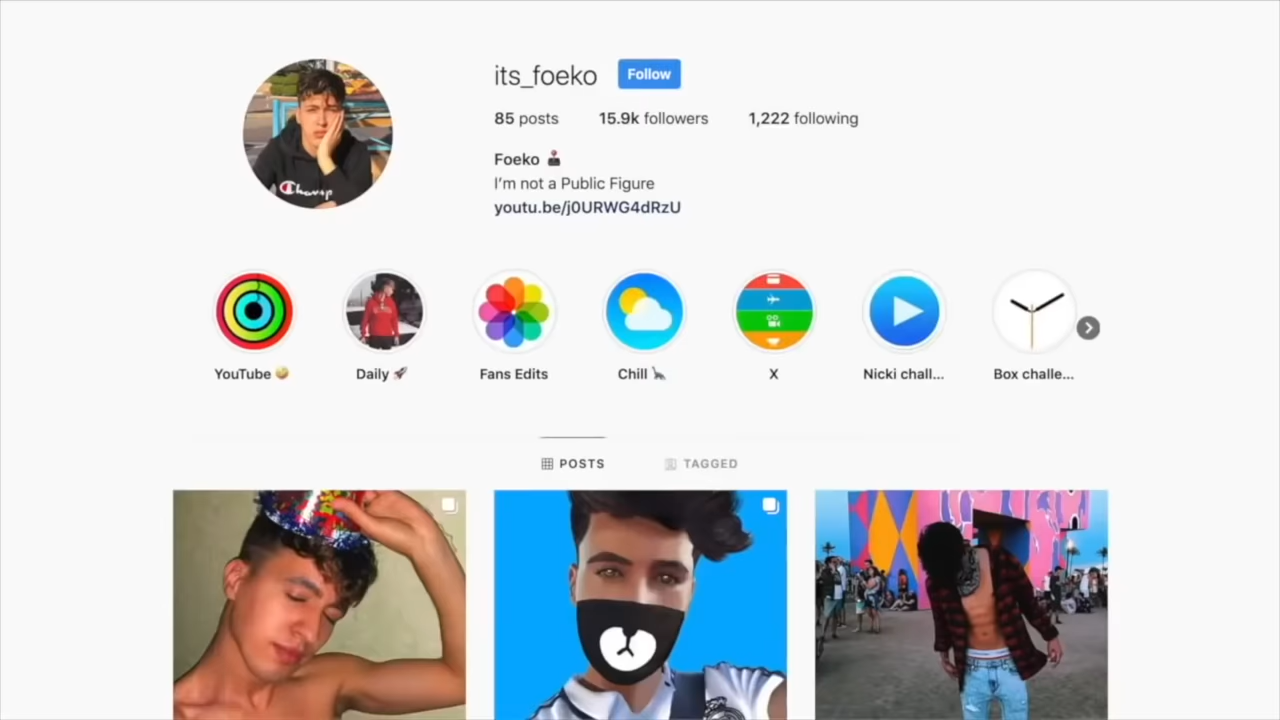 its_foeko Follow
85 posts 15.9k followers 1,222 following
Foeko
I'm not a Public Figure
youtu.be/j0URWG4dRzU
Champ
YouTube Daily Fans Edits Chill X Nicki chall... Box challe...
POSTS TAGGED